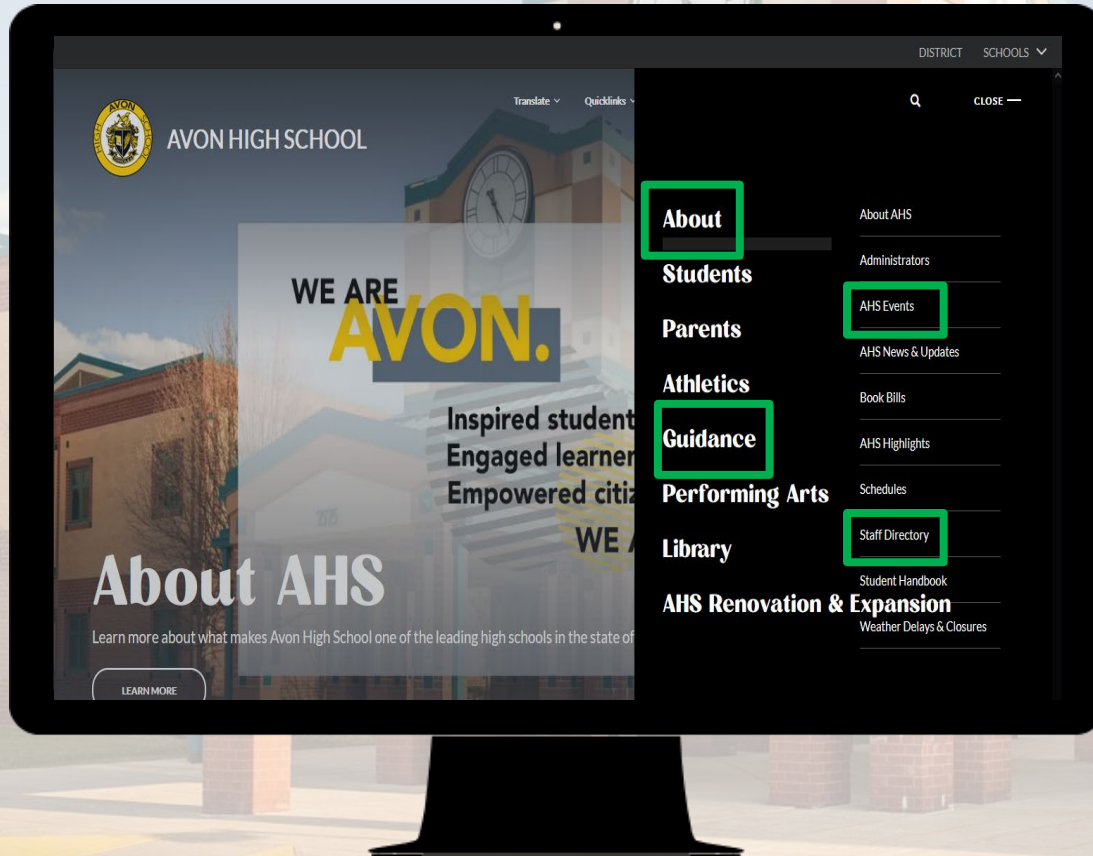 DISTRICT SCHOOLS
AVON HIGH SCHOOL
AVON
HIGH SCHOOL
Translate Quicklinks
CLOSE
WE ARE
AVON.
Inspired student
Engaged learner
Empowered citiz
WE A
About AHS
Learn more about what makes Avon High School one of the leading high schools in the state of
LEARN MORE
About
Students
Parents
Athletics
Guidance
Performing Arts
Library
AHS Renovation & Expansion
About AHS
Administrators
AHS Events
AHS News & Updates
Book Bills
AHS Highlights
Schedules
Staff Directory
Student Handbook
Weather Delays & Closures